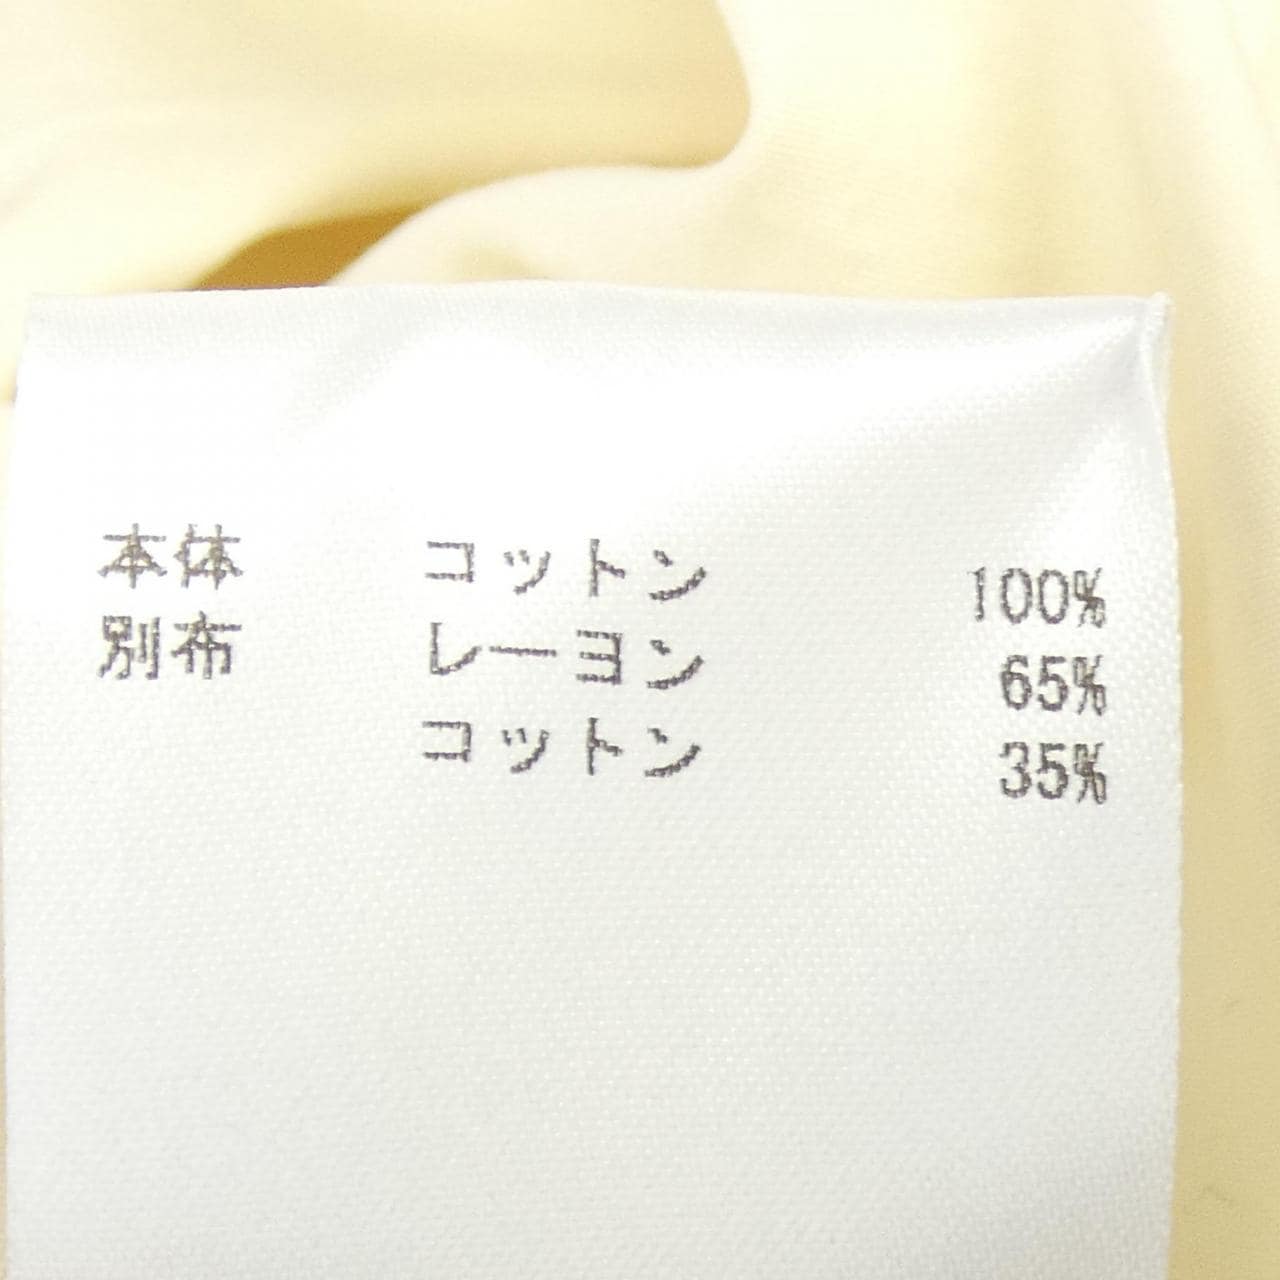 本体 コットン 100%
別布 レーヨン 65%
コットン 35%